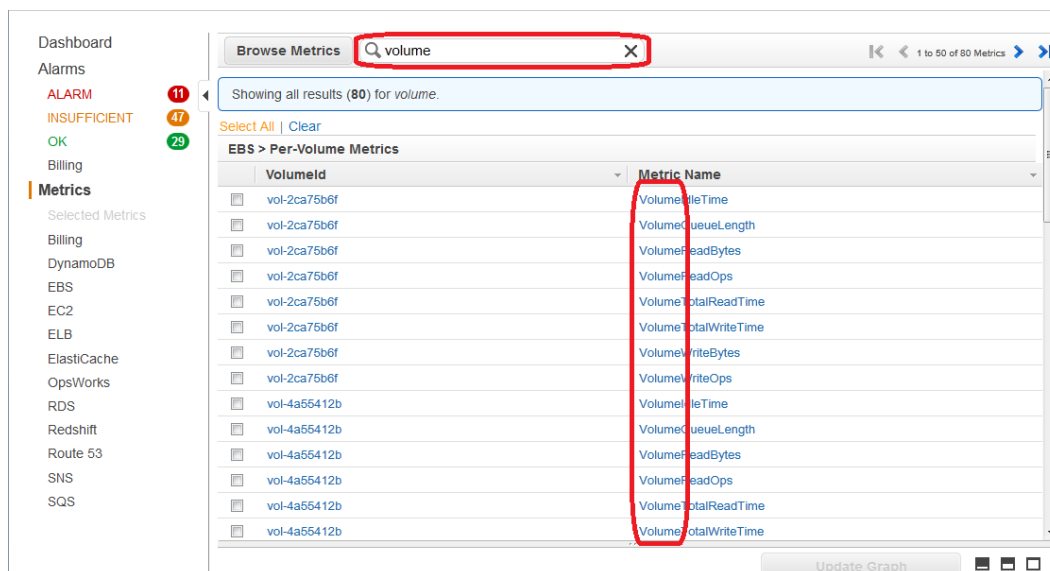 Dashboard
Alarms
ALARM 11
INSUFFICIENT 47
OK 29
Billing
Metrics
Selected Metrics
Billing
DynamoDB
EBS
EC2
ELB
ElastiCache
OpsWorks
RDS
Redshift
Route 53
SNS
SQS
Browse Metrics volume 1 to 50 of 80 Metrics
Showing all results (80) for volume.
Select All | Clear
EBS > Per-Volume Metrics
VolumeId Metric Name
vol-2ca75b6f VolumeIdleTime
vol-2ca75b6f VolumeQueueLength
vol-2ca75b6f VolumeReadBytes
vol-2ca75b6f VolumeReadOps
vol-2ca75b6f VolumeTotalReadTime
vol-2ca75b6f VolumeTotalWriteTime
vol-2ca75b6f VolumeWriteBytes
vol-2ca75b6f VolumeWriteOps
vol-4a55412b VolumeIdleTime
vol-4a55412b VolumeQueueLength
vol-4a55412b VolumeReadBytes
vol-4a55412b VolumeReadOps
vol-4a55412b VolumeTotalReadTime
vol-4a55412b VolumeTotalWriteTime
Update Graph